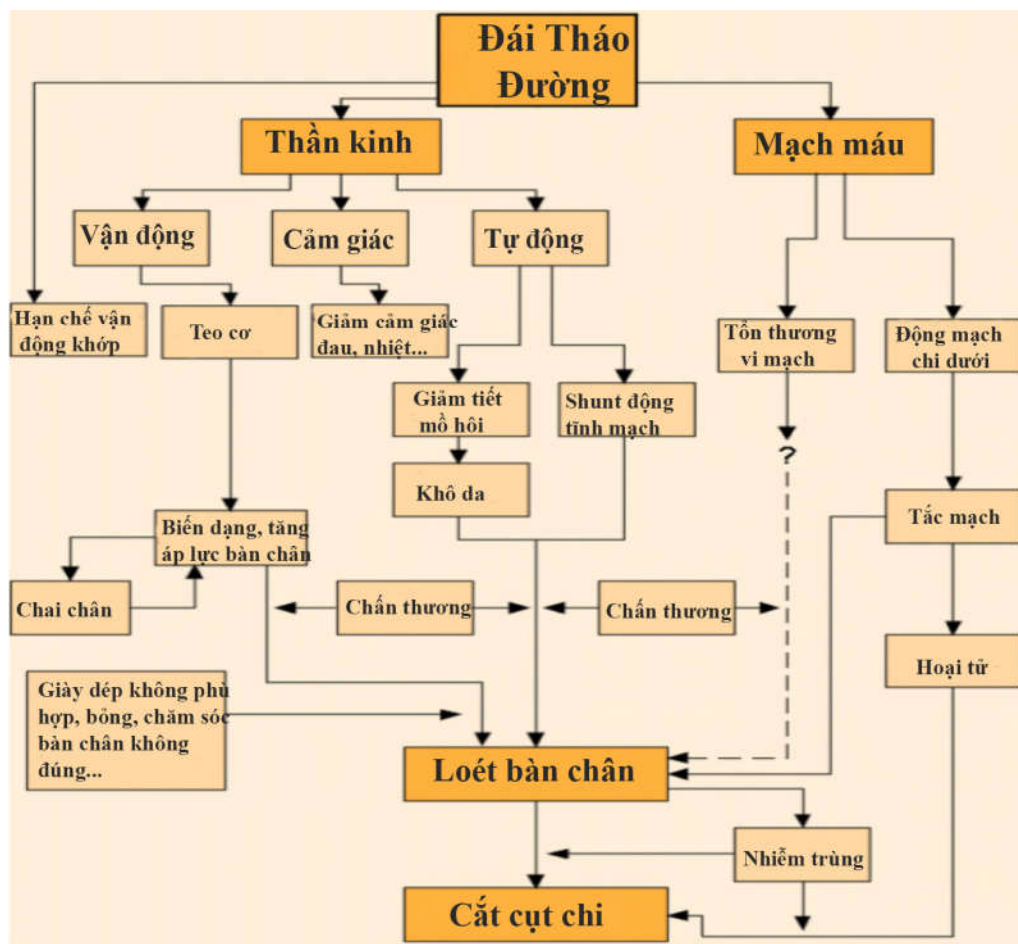 Đái Tháo
Đường
Thần kinh
Mạch máu
Vận động
Cảm giác
Tự động
Hạn chế vận
động khớp
Teo cơ
Giảm cảm giác
đau, nhiệt...
Tổn thương
vi mạch
Động mạch
chi dưới
Giảm tiết
mồ hôi
Shunt động
tĩnh mạch
?
Khô da
Biến dạng, tăng
áp lực bàn chân
Tắc mạch
Chai chân
Chấn thương
Chấn thương
Hoại tử
Giày dép không phù
hợp, bỏng, chăm sóc
bàn chân không
đúng...
Loét bàn chân
Nhiễm trùng
Cắt cụt chi